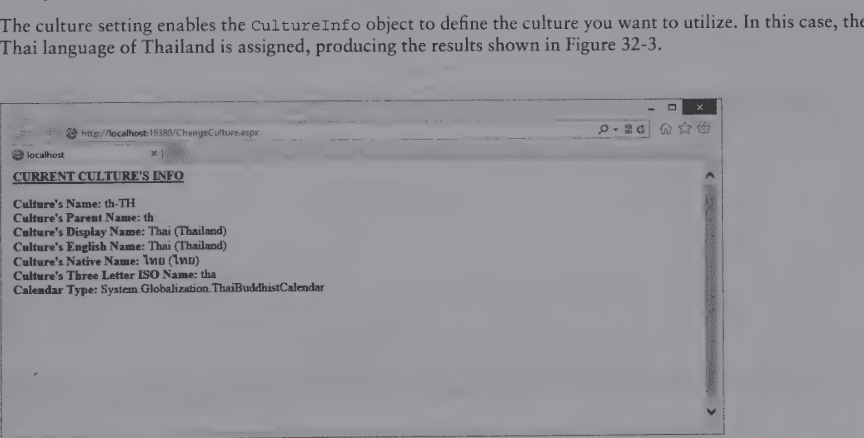 The culture setting enables the CultureInfo object to define the culture you want to utilize. In this case, the
Thai language of Thailand is assigned, producing the results shown in Figure 32-3.
http://localhost:19380/ChangeCulture.aspx
localhost
CURRENT CULTURE'S INFO
Culture's Name: th-TH
Culture's Parent Name: th
Culture's Display Name: Thai (Thailand)
Culture's English Name: Thai (Thailand)
Culture's Native Name: ไทย (ไทย)
Culture's Three Letter ISO Name: tha
Calendar Type: System.Globalization.ThaiBuddhistCalendar